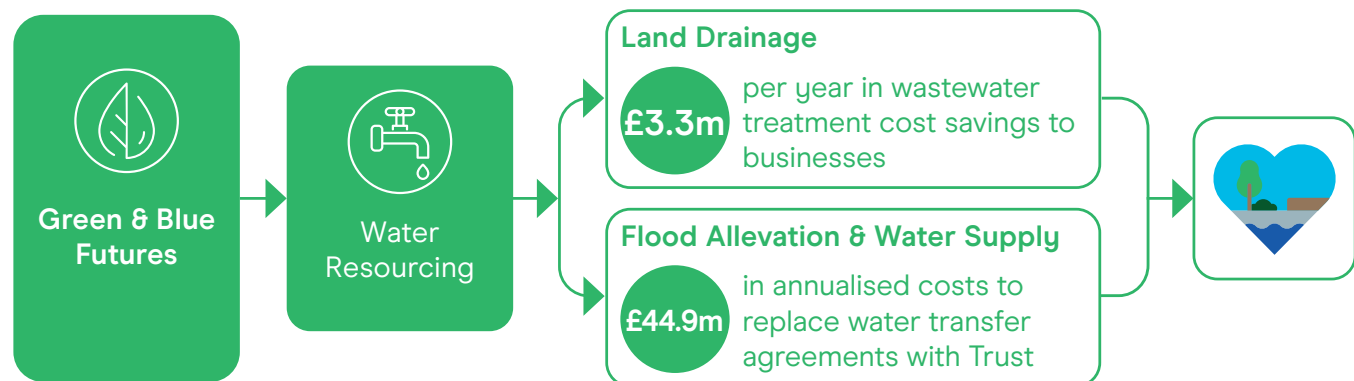 Green & Blue
Futures
Water
Resourcing
Land Drainage
£3.3m
per year in wastewater
treatment cost savings to
businesses
Flood Allevation & Water Supply
£44.9m
in annualised costs to
replace water transfer
agreements with Trust